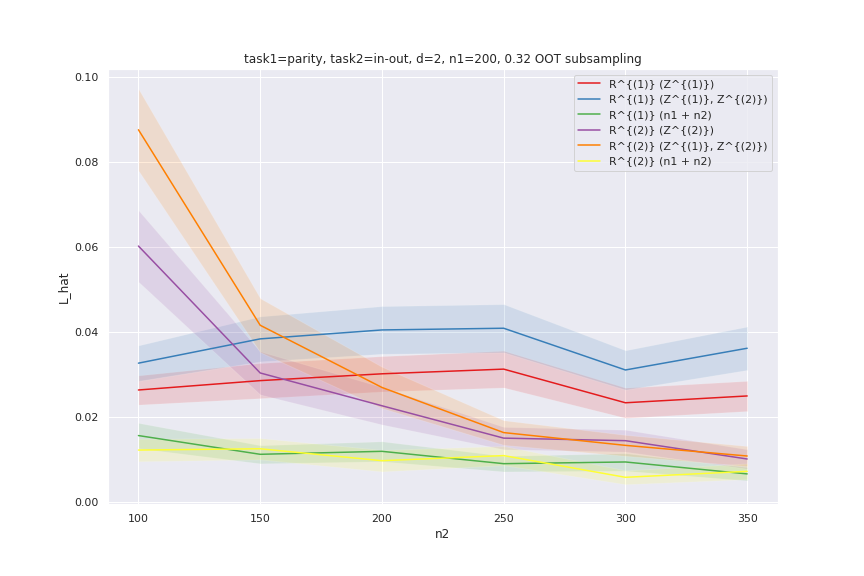 task1=parity, task2=in-out, d=2, n1=200, 0.32 OOT subsampling
R^{(1)} (Z^{(1)})
R^{(1)} (Z^{(1)}, Z^{(2)})
R^{(1)} (n1 + n2)
R^{(2)} (Z^{(2)})
R^{(2)} (Z^{(1)}, Z^{(2)})
R^{(2)} (n1 + n2)
0.10
0.08
0.06
0.04
0.02
0.00
L_hat
100 150 200 250 300 350
n2